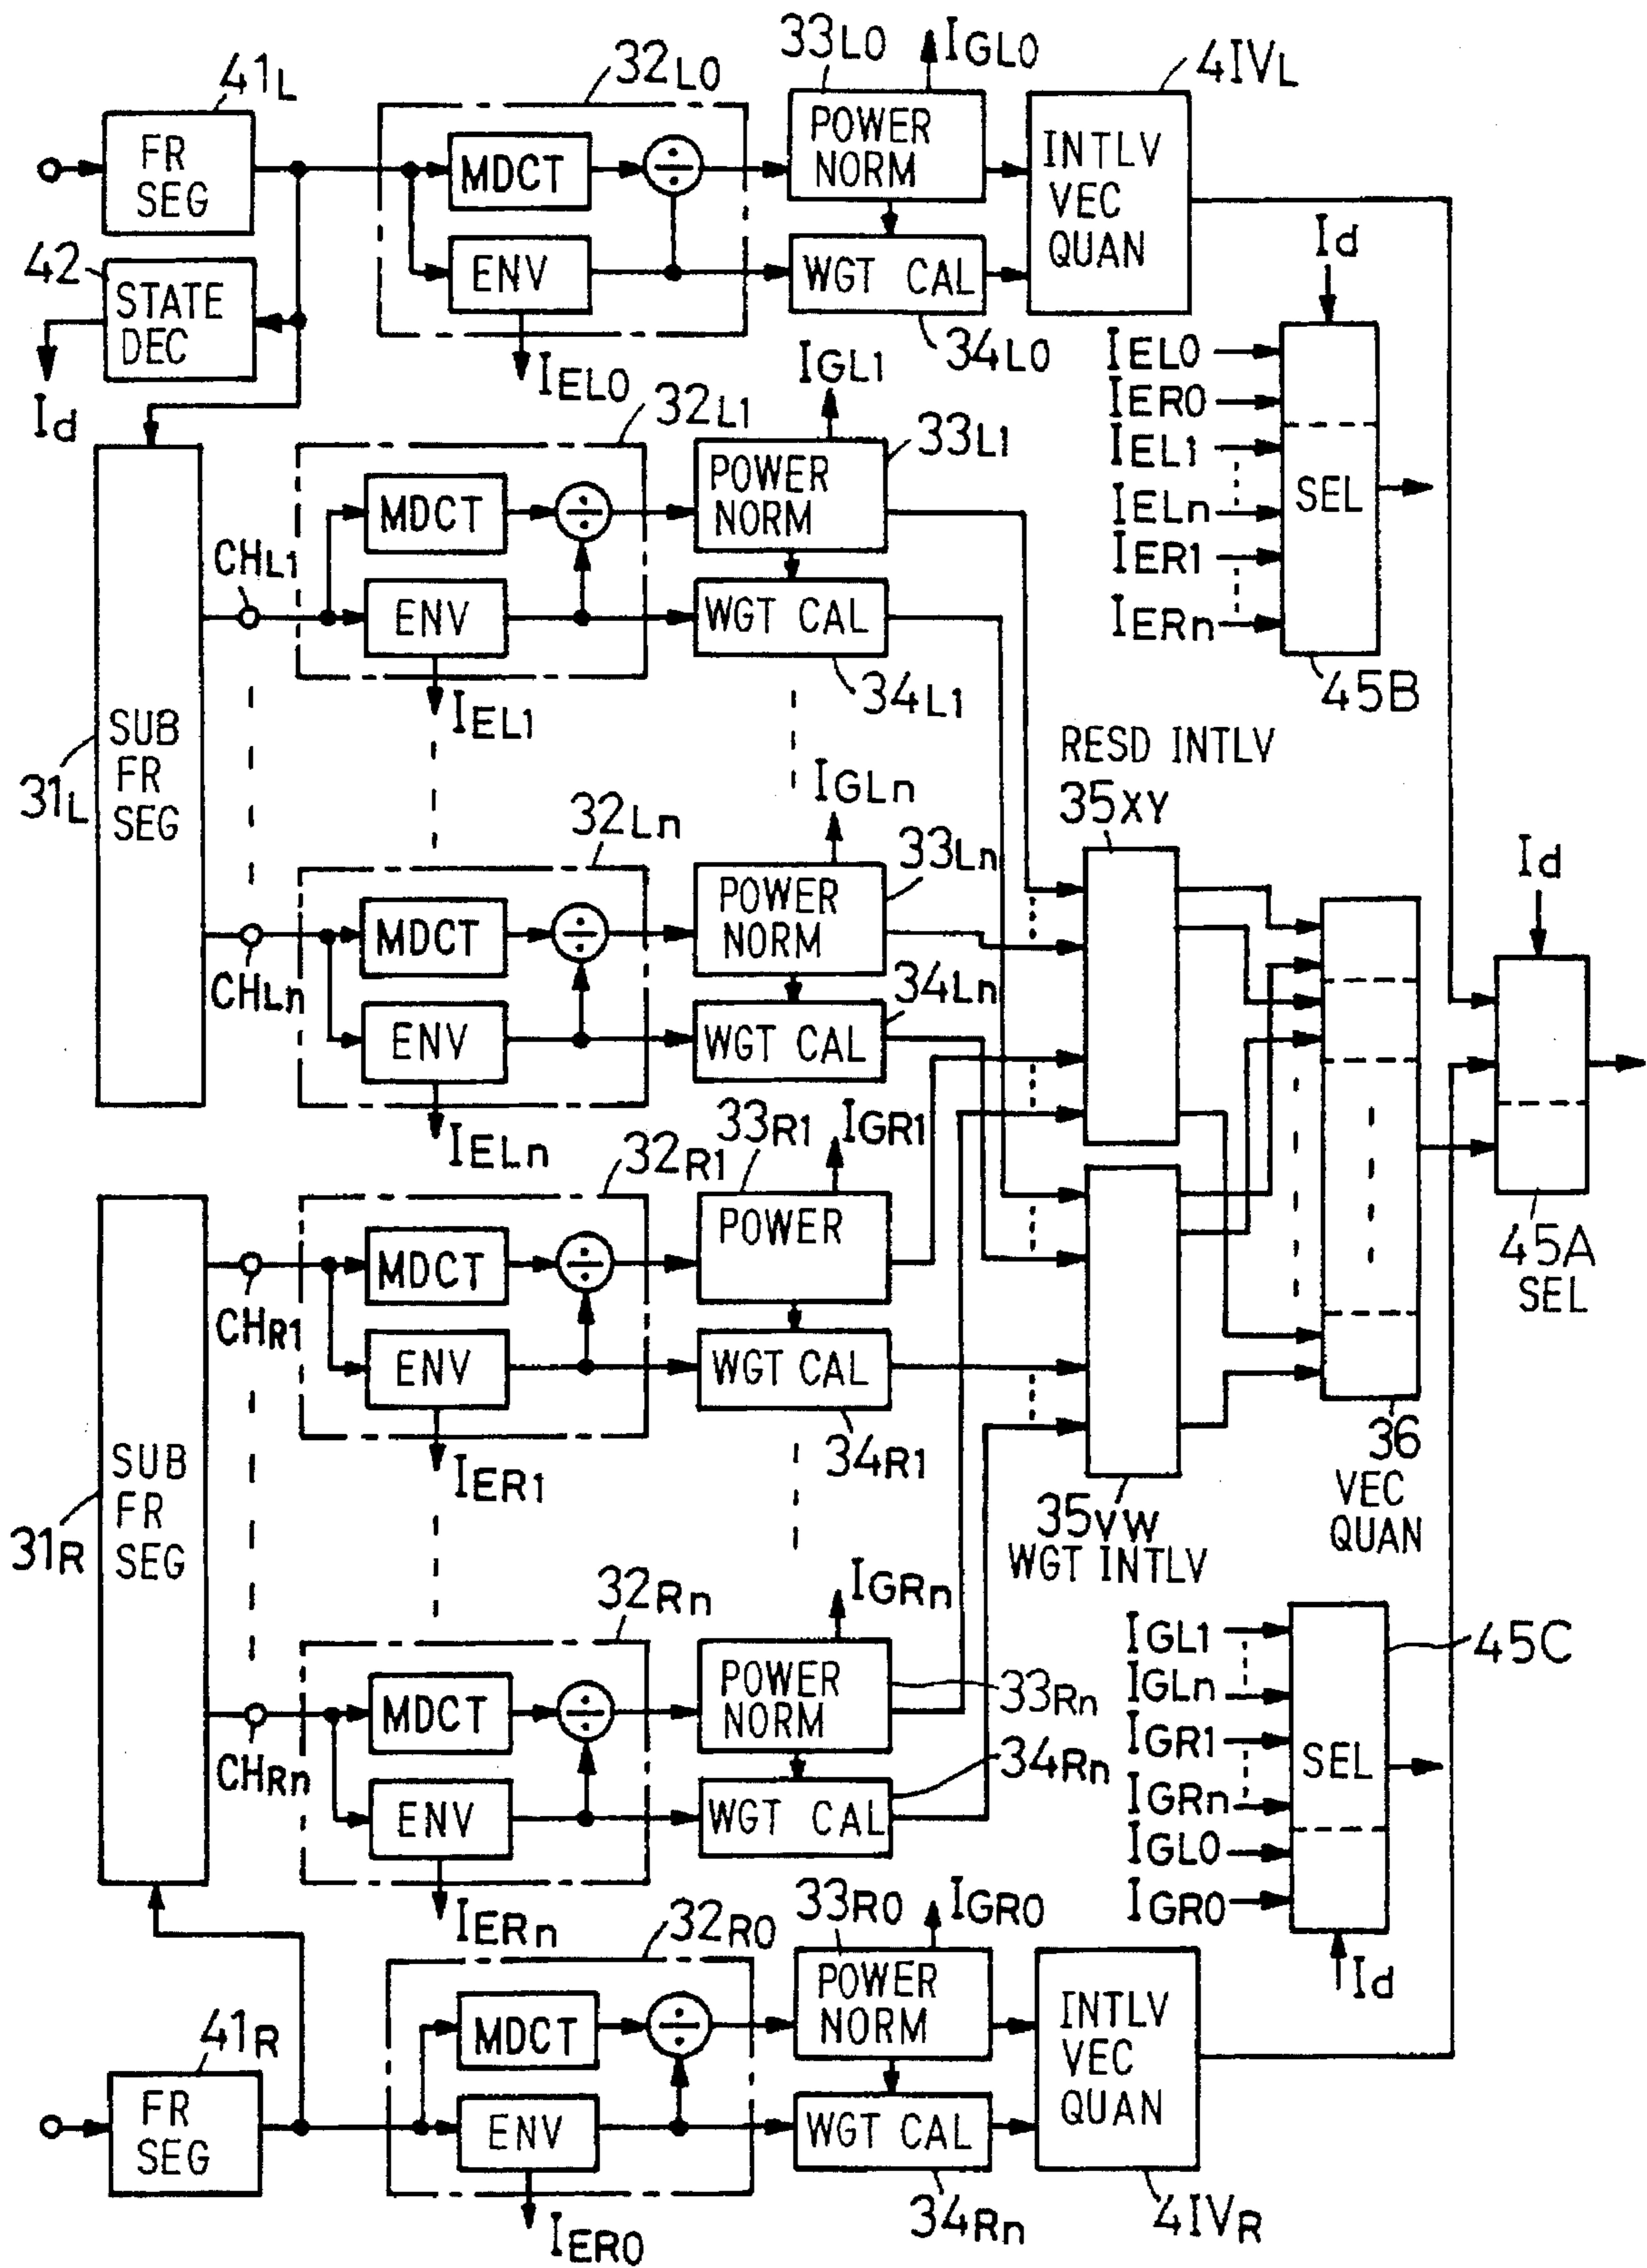 41L
FR
SEG
42
STATE
DEC
Id
32L0
MDCT
÷
ENV
IEL0
33L0
IGL0
POWER
NORM
WGT CAL
34L0
41VL
INTLV
VEC
QUAN
Id
IEL0
IER0
IEL1
IELn
IER1
IERn
SEL
45B
31L
SUB
FR
SEG
CHL1
32L1
MDCT
÷
ENV
IEL1
IGL1
33L1
POWER
NORM
WGT CAL
34L1
CHLn
32Ln
MDCT
÷
ENV
IELn
IGLn
33Ln
POWER
NORM
34Ln
WGT CAL
RESD INTLV
35XY
Id
45A
SEL
36
VEC
QUAN
35VW
WGT INTLV
31R
SUB
FR
SEG
CHR1
32R1
MDCT
÷
ENV
IER1
33R1
IGR1
POWER
WGT CAL
34R1
CHRn
32Rn
MDCT
÷
ENV
IERn
IGRn
POWER
NORM
33Rn
34Rn
WGT CAL
IGL1
IGLn
IGR1
IGRn
IGL0
IGR0
SEL
45C
Id
41R
FR
SEG
32R0
MDCT
÷
ENV
IER0
33R0
IGR0
POWER
NORM
WGT CAL
34Rn
INTLV
VEC
QUAN
41VR